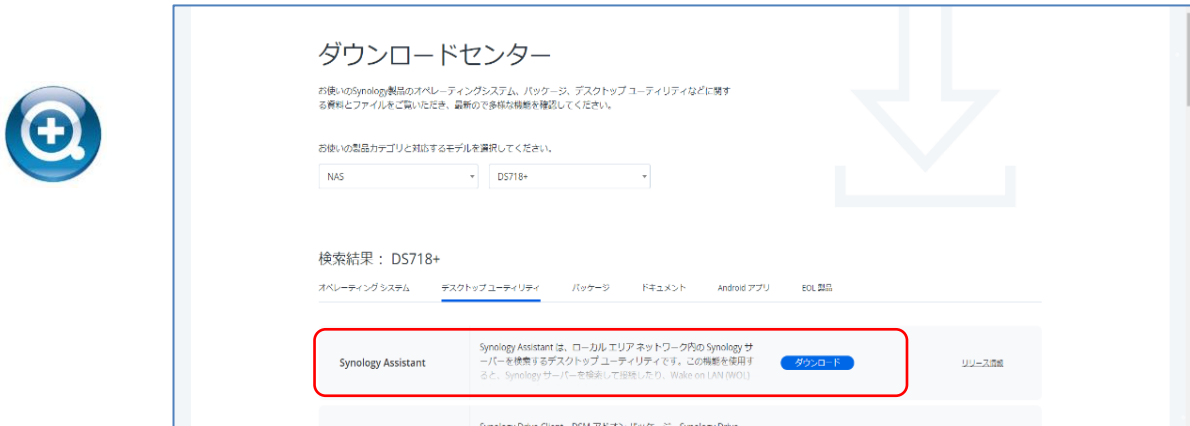 ダウンロードセンター
お使いのSynology製品のオペレーティングシステム、パッケージ、デスクトップ ユーティリティなどに関す
る資料とファイルをご覧いただき、最新ので多様な機能を確認してください。
お使いの製品カテゴリと対応するモデルを選択してください。
NAS DS718+
検索結果： DS718+
オペレーティング システム デスクトップ ユーティリティ パッケージ ドキュメント Android アプリ EOL 製品
Synology Assistant
Synology Assistant は、ローカル エリア ネットワーク内の Synology サ
ーバーを検索するデスクトップ ユーティリティです。この機能を使用す
ると、Synology サーバーを検索して接続したり、Wake on LAN (WOL)
ダウンロード
リリース情報